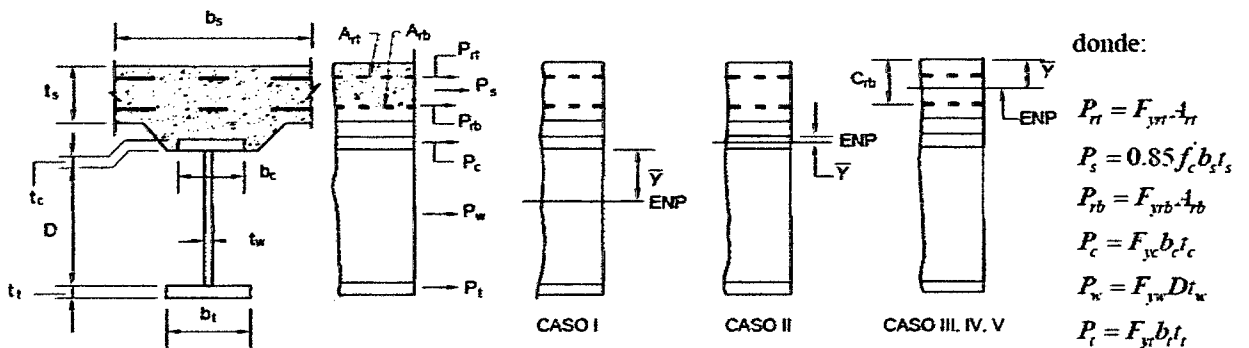 b_s
A_rt
A_rb
P_rt
t_s
P_s
P_rb
P_c
b_c
t_c
D
t_w
P_w
t_t
b_t
P_t
Ȳ
ENP
CASO I
ENP
Ȳ
CASO II
C_rb
Ȳ
ENP
CASO III, IV, V
donde:
P_rt = F_yrt A_rt
P_s = 0.85 f'_c b_s t_s
P_rb = F_yrb A_rb
P_c = F_yc b_c t_c
P_w = F_yw D t_w
P_t = F_yt b_t t_t